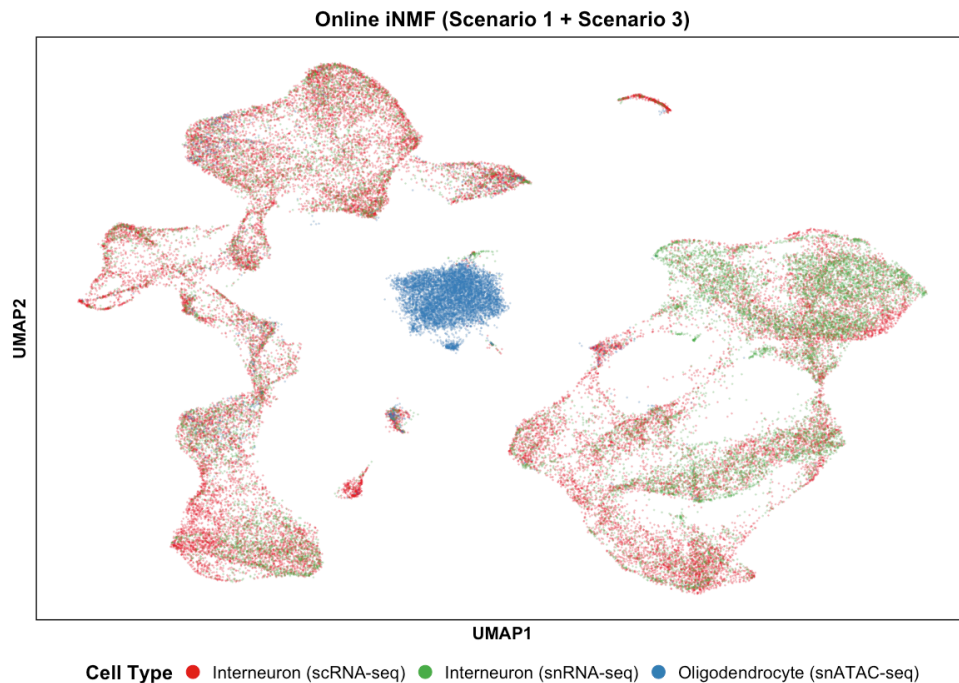 Online iNMF (Scenario 1 + Scenario 3)
UMAP2
UMAP1
Cell Type Interneuron (scRNA-seq) Interneuron (snRNA-seq) Oligodendrocyte (snATAC-seq)